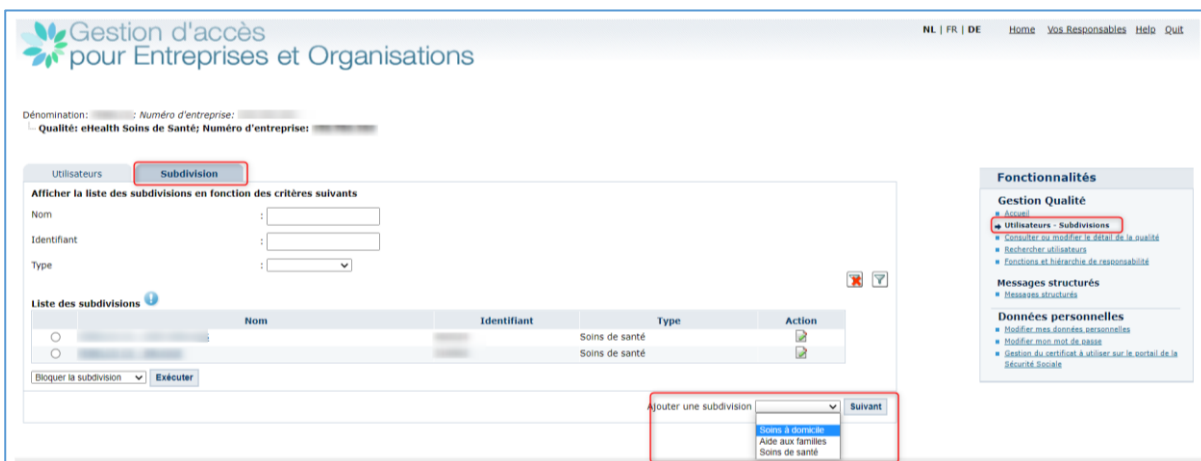 Gestion d'accès
pour Entreprises et Organisations
NL | FR | DE Home Vos Responsables Help Quit
Dénomination: ; Numéro d'entreprise:
Qualité: eHealth Soins de Santé; Numéro d'entreprise:
Utilisateurs Subdivision
Afficher la liste des subdivisions en fonction des critères suivants
Nom :
Identifiant :
Type :
Liste des subdivisions
Nom Identifiant Type Action
Soins de santé
Soins de santé
Bloquer la subdivision Exécuter
Ajouter une subdivision Suivant
Soins à domicile
Aide aux familles
Soins de santé
Fonctionnalités
Gestion Qualité
Accueil
Utilisateurs - Subdivisions
Consulter ou modifier le détail de la qualité
Rechercher utilisateurs
Fonctions et hiérarchie de responsabilité
Messages structurés
Messages structurés
Données personnelles
Modifier mes données personnelles
Modifier mon mot de passe
Gestion du certificat à utiliser sur le portail de la
Sécurité Sociale